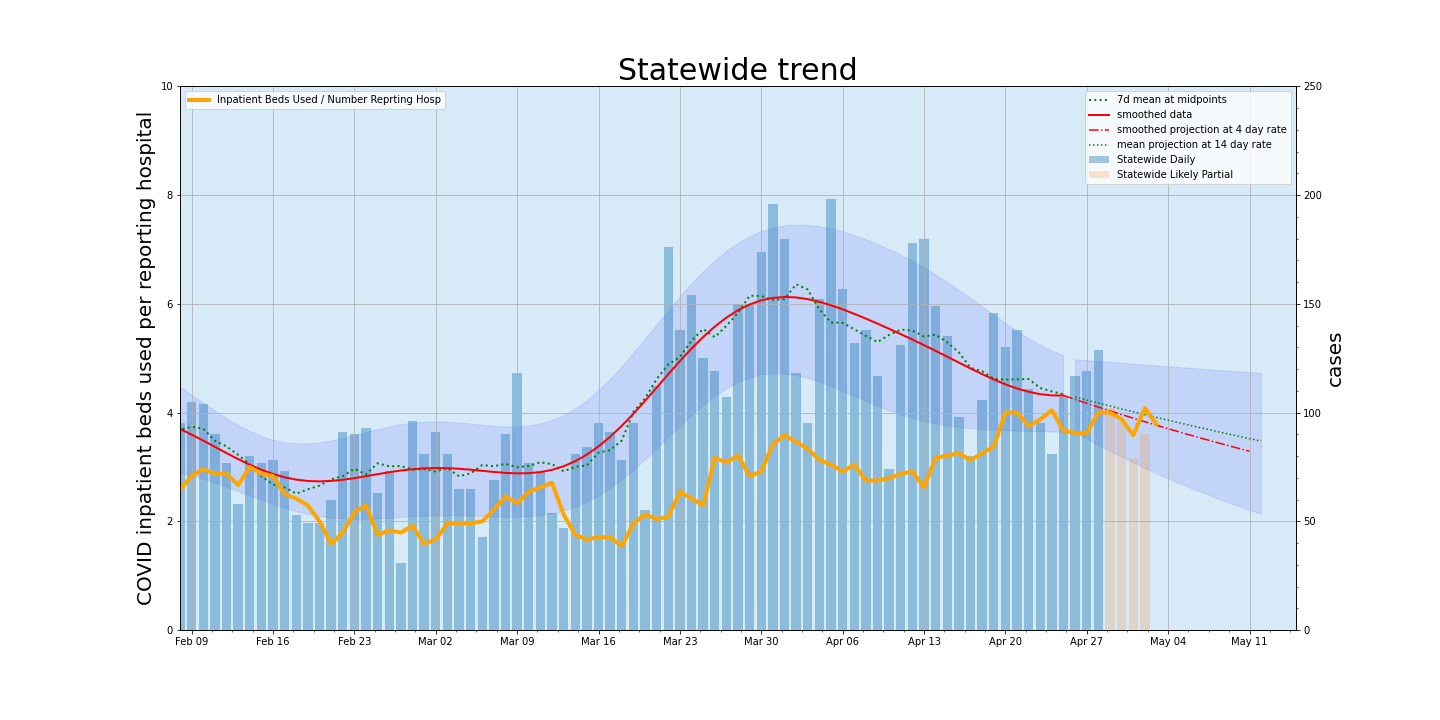 Statewide trend
COVID inpatient beds used per reporting hospital
10
8
6
4
2
0
Inpatient Beds Used / Number Reprting Hosp
7d mean at midpoints
smoothed data
smoothed projection at 4 day rate
mean projection at 14 day rate
Statewide Daily
Statewide Likely Partial
250
200
150
100
50
0
cases
Feb 09 Feb 16 Feb 23 Mar 02 Mar 09 Mar 16 Mar 23 Mar 30 Apr 06 Apr 13 Apr 20 Apr 27 May 04 May 11